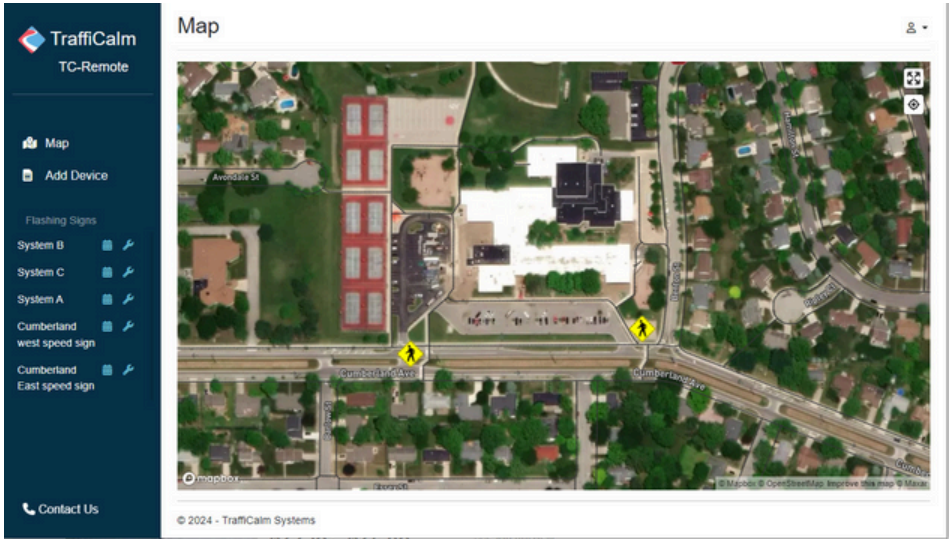 TraffiCalm
TC-Remote
Map
Add Device
Flashing Signs
System B
System C
System A
Cumberland
west speed sign
Cumberland
East speed sign
Contact Us
Map
Avondale St
Cumberland Ave
Cumberland Ave
Essex St
mapbox
© Mapbox © OpenStreetMap Improve this map © Maxar
© 2024 - TraffiCalm Systems